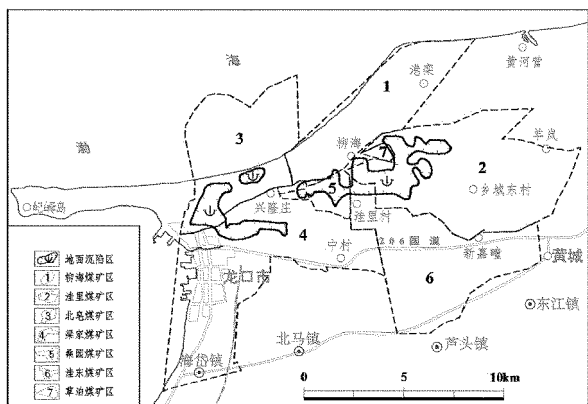 海
渤
黄河营
港栾
1
3
柳海
7
羊岚
2
乡城东村
5
兴隆庄
洼里村
屺㟂岛
4
宁村
206国道
新嘉疃
黄城
龙口市
6
东江镇
北马镇
芦头镇
海岱镇
地面沉陷区
1 柳海煤矿区
2 洼里煤矿区
3 北皂煤矿区
4 梁家煤矿区
5 桑园煤矿区
6 洼东煤矿区
7 草泊煤矿区
0 5 10km